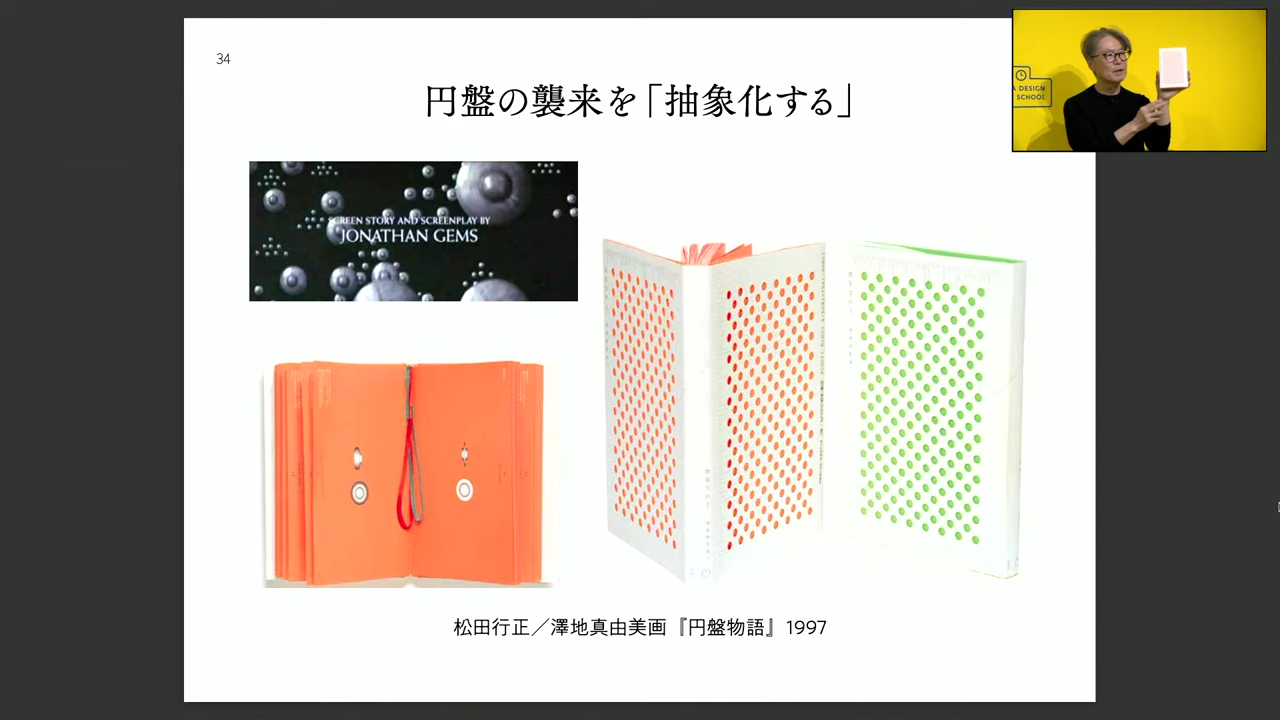 34
円盤の襲来を「抽象化する」
A DESIGN
SCHOOL
SCREEN STORY AND SCREENPLAY BY
JONATHAN GEMS
松田行正／澤地真由美画『円盤物語』1997